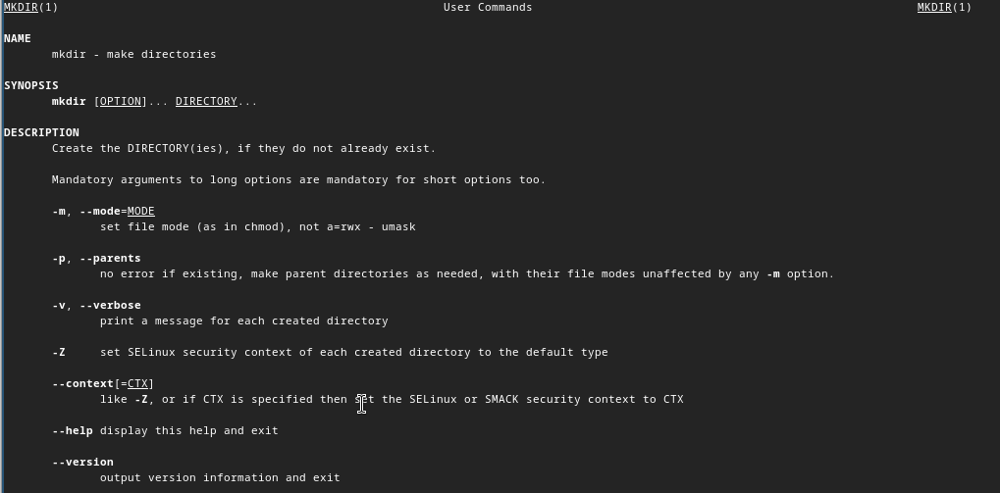 MKDIR(1) User Commands MKDIR(1)
NAME
mkdir - make directories
SYNOPSIS
mkdir [OPTION]... DIRECTORY...
DESCRIPTION
Create the DIRECTORY(ies), if they do not already exist.
Mandatory arguments to long options are mandatory for short options too.
-m, --mode=MODE
set file mode (as in chmod), not a=rwx - umask
-p, --parents
no error if existing, make parent directories as needed, with their file modes unaffected by any -m option.
-v, --verbose
print a message for each created directory
-Z set SELinux security context of each created directory to the default type
--context[=CTX]
like -Z, or if CTX is specified then set the SELinux or SMACK security context to CTX
--help display this help and exit
--version
output version information and exit